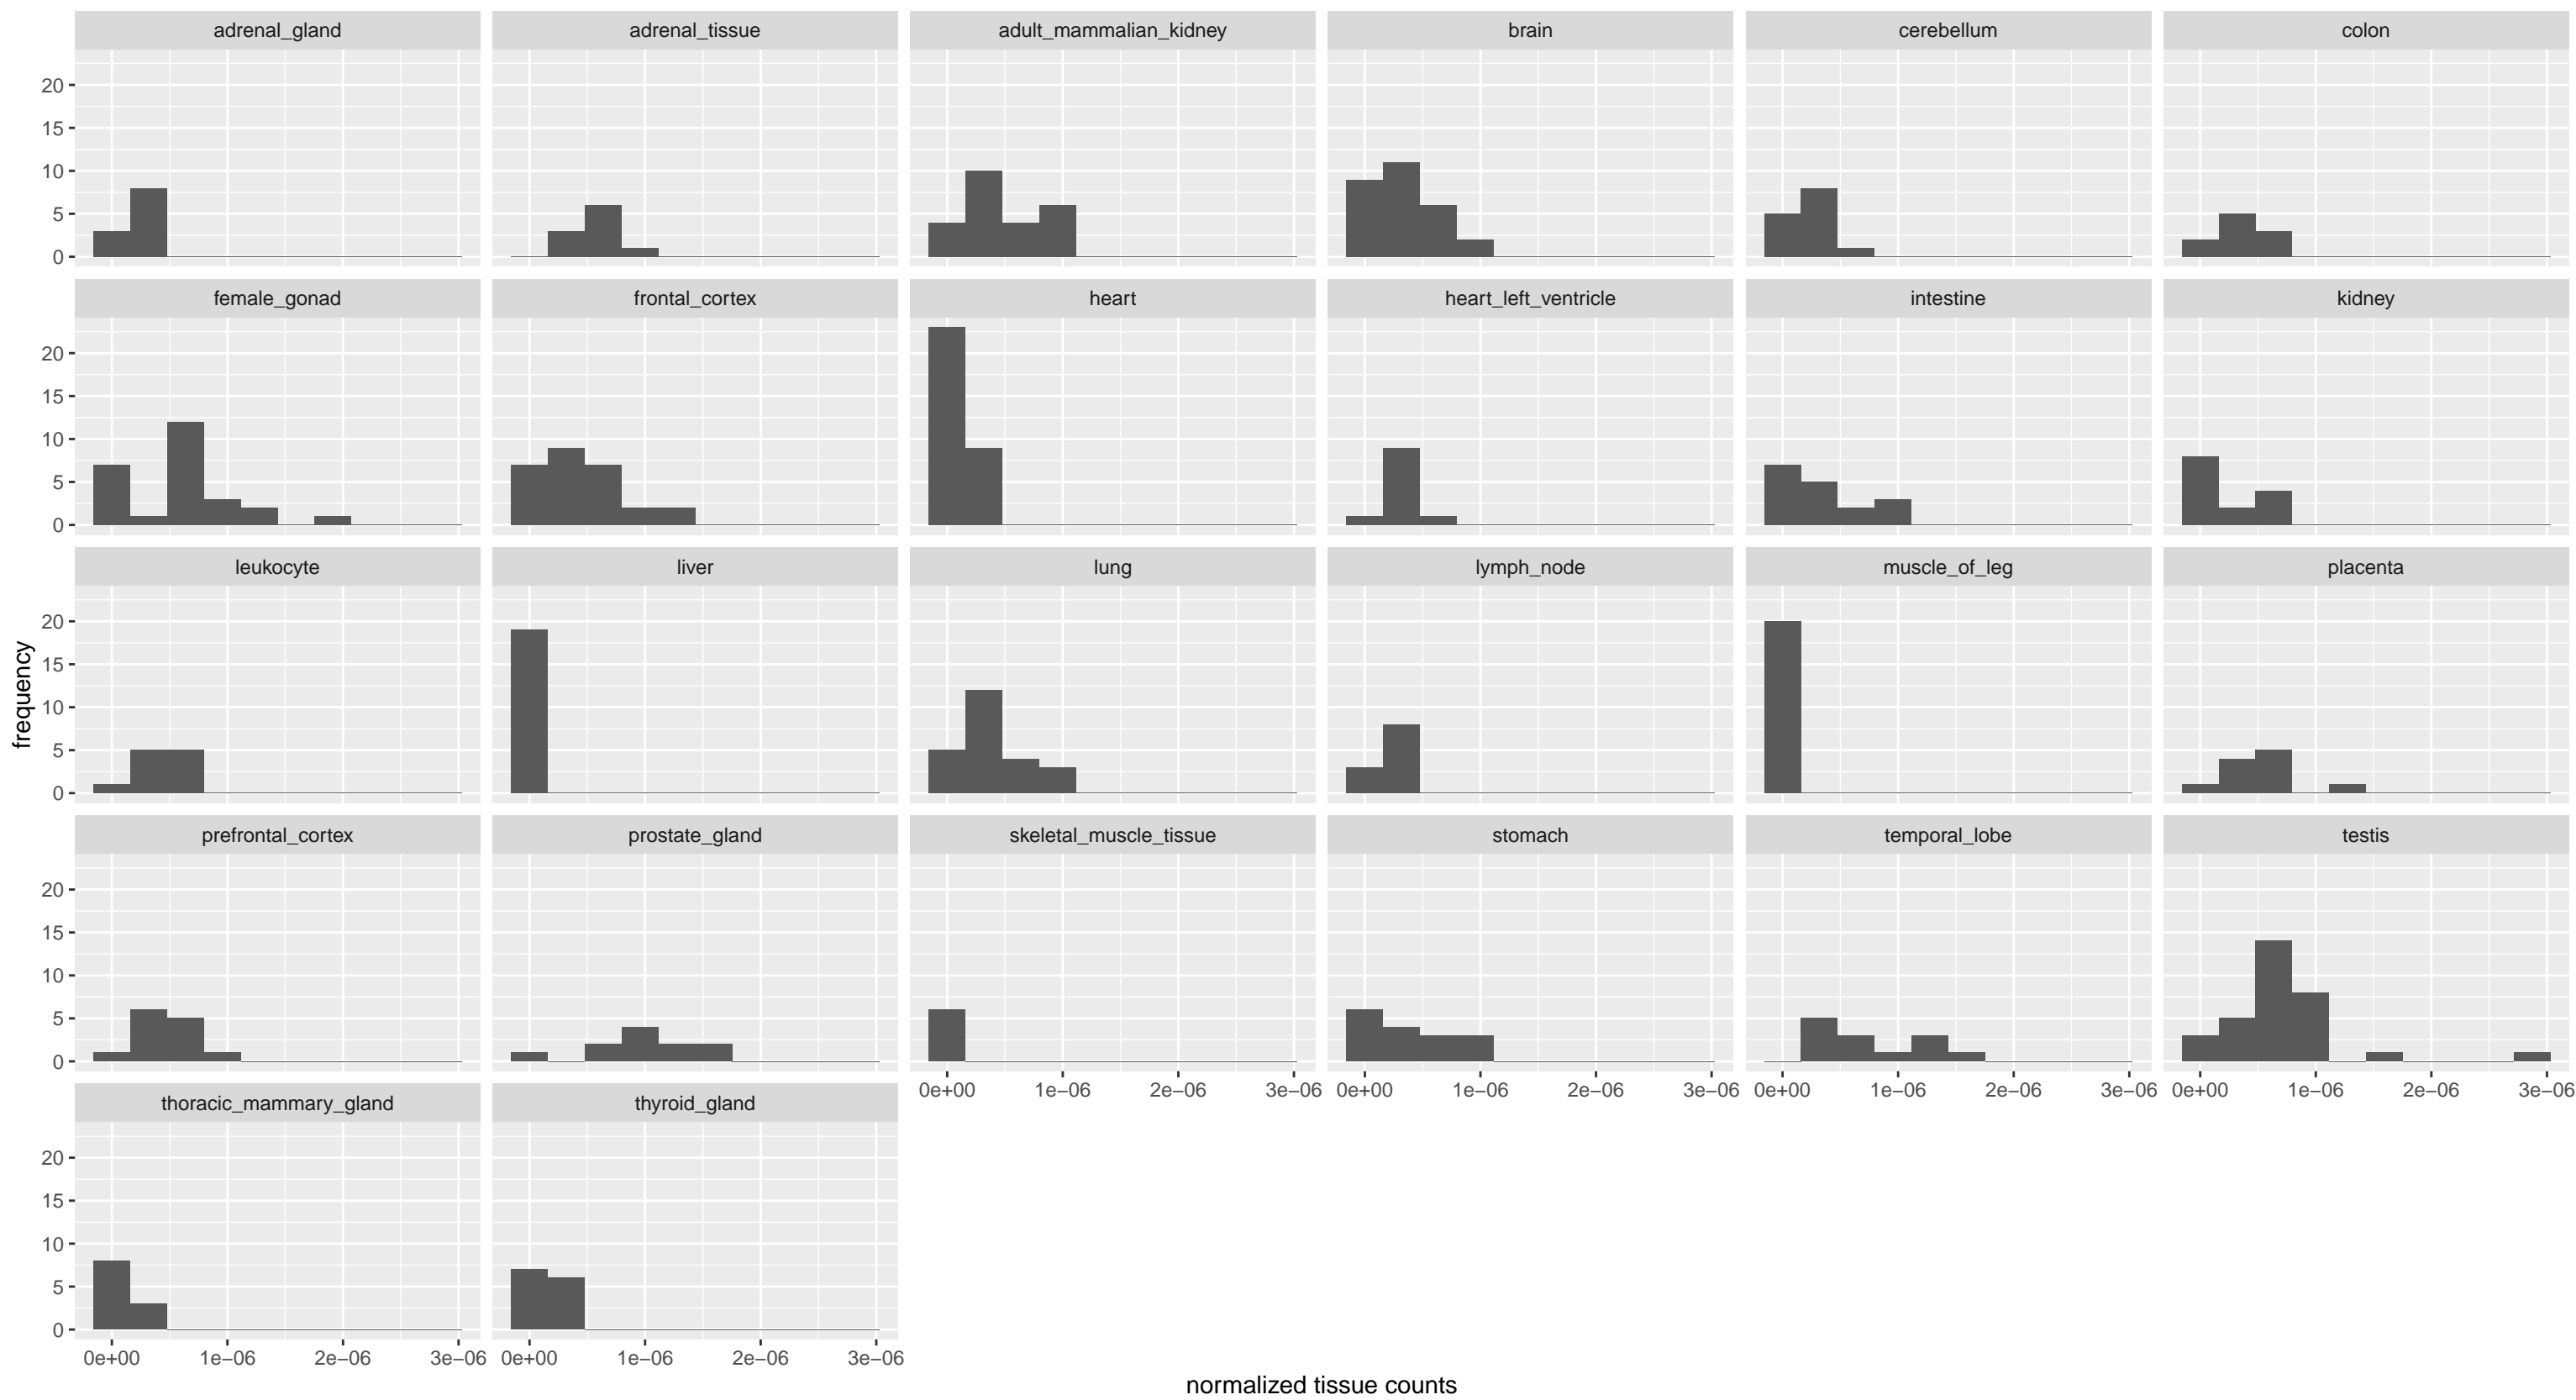 adrenal_gland adrenal_tissue adult_mammalian_kidney brain cerebellum colon
20
15
10
5
0
female_gonad frontal_cortex heart heart_left_ventricle intestine kidney
20
15
10
5
0
leukocyte liver lung lymph_node muscle_of_leg placenta
20
15
10
5
0
frequency
prefrontal_cortex prostate_gland skeletal_muscle_tissue stomach temporal_lobe testis
20
15
10
5
0
0e+00 1e−06 2e−06 3e−06 0e+00 1e−06 2e−06 3e−06 0e+00 1e−06 2e−06 3e−06 0e+00 1e−06 2e−06 3e−06
thoracic_mammary_gland thyroid_gland
20
15
10
5
0
0e+00 1e−06 2e−06 3e−06 0e+00 1e−06 2e−06 3e−06
normalized tissue counts